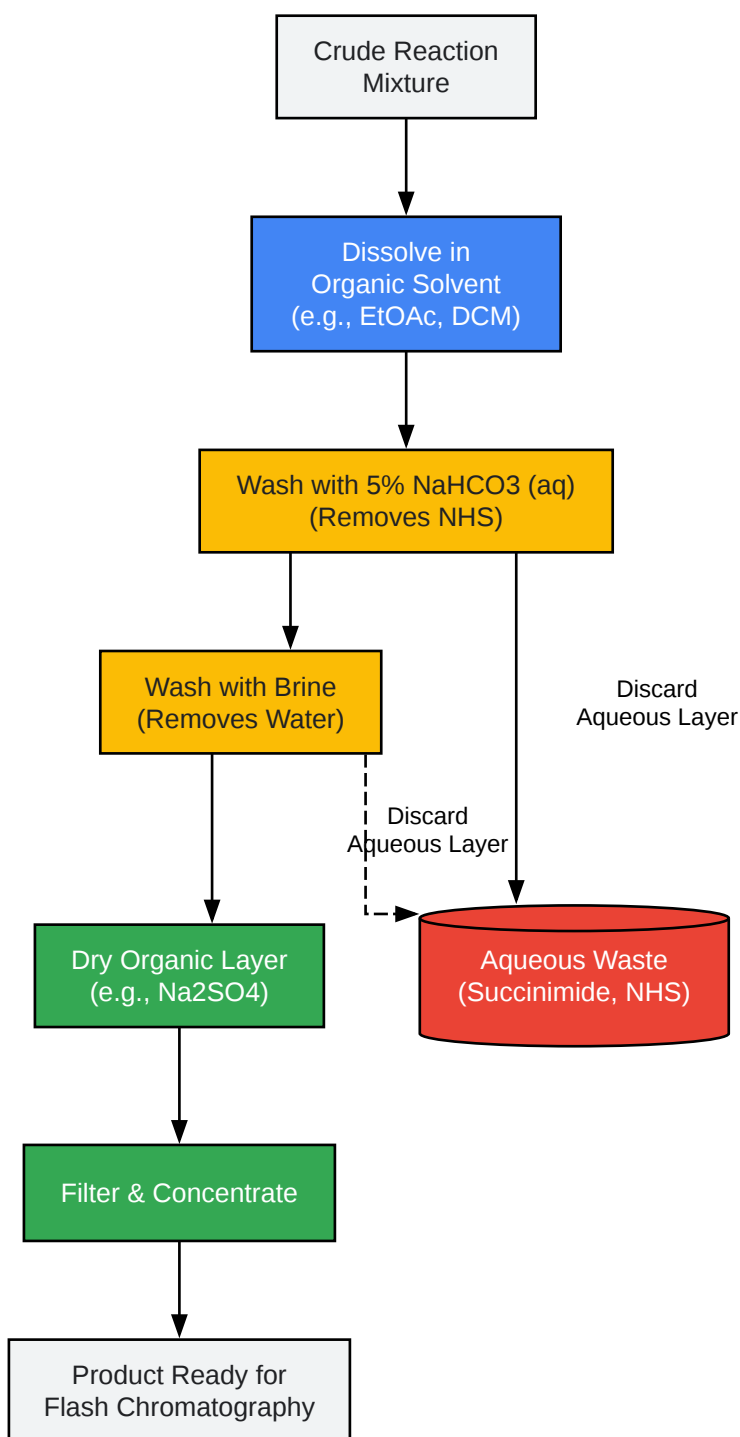 Crude Reaction
Mixture
Dissolve in
Organic Solvent
(e.g., EtOAc, DCM)
Wash with 5% NaHCO3 (aq)
(Removes NHS)
Wash with Brine
(Removes Water)
Discard
Aqueous Layer
Discard
Aqueous Layer
Dry Organic Layer
(e.g., Na2SO4)
Aqueous Waste
(Succinimide, NHS)
Filter & Concentrate
Product Ready for
Flash Chromatography